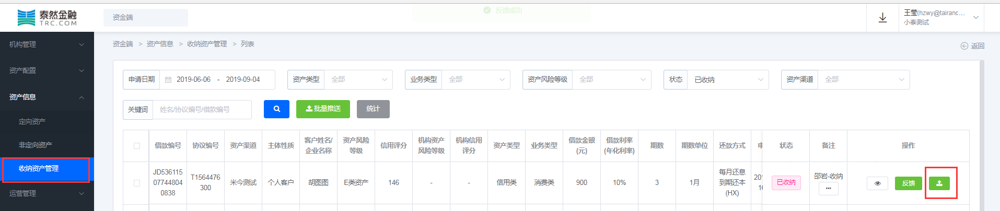 泰然金融
TRC.COM
资金端
反馈成功
王莹(hzwy@tairanc...
小泰测试
机构管理
资产配置
资产信息
定向资产
非定向资产
收纳资产管理
运营管理
资金端 > 资产信息 > 收纳资产管理 > 列表
返回
申请日期 2019-06-06 - 2019-09-04
资产类型 全部
业务类型 全部
资产风险等级 全部
状态 已收纳
资产渠道 全部
关键词 姓名/协议编号/借款编号
批量推送
统计
借款编号
协议编号
资产渠道
主体性质
客户姓名/
企业名称
资产风险
等级
信用评分
机构资产
风险等级
机构信用
评分
资产类型
业务类型
借款金额
(元)
借款利率
(年化利率)
期数
期数单位
还款方式
状态
备注
操作
JD536115
07744804
0838
T1564476
300
米今测试
个人客户
胡图图
E类资产
146
-
-
信用类
消费类
900
10%
3
1月
每月还息
到期还本
(HX)
201
16
已收纳
邵岩-收纳
...
反馈